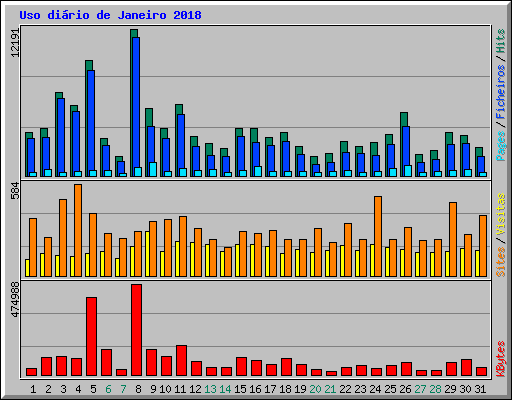 Uso diário de Janeiro 2018
12191
Pages / Ficheiros / Hits
584
Sites / Visitas
474988
KBytes
1 2 3 4 5 6 7 8 9 10 11 12 13 14 15 16 17 18 19 20 21 22 23 24 25 26 27 28 29 30 31